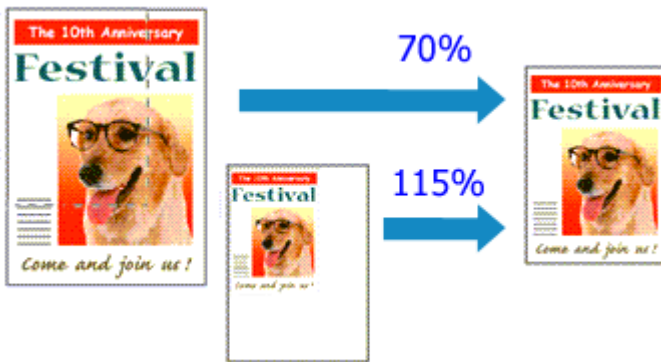 The 10th Anniversary
Festival
Come and join us!
70%
The 10th Anniversary
Festival
Come and join us!
115%
The 10th Anniversary
Festival
Come and join us!